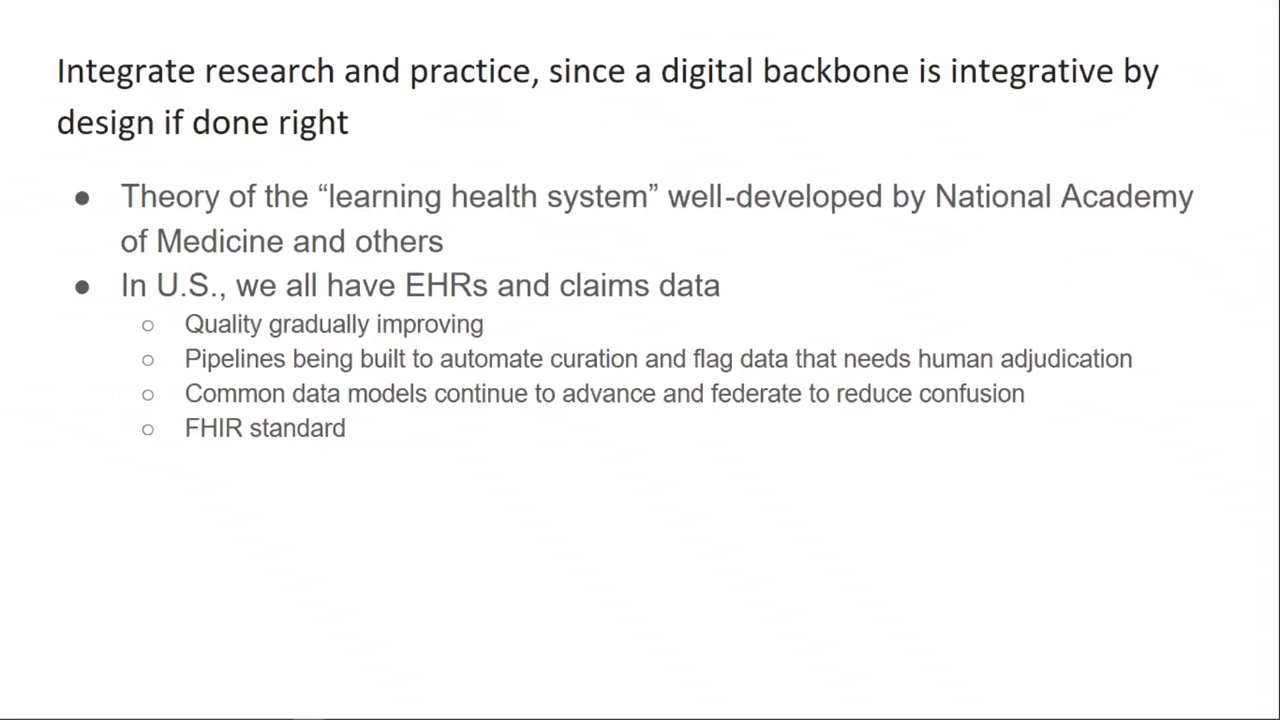 Integrate research and practice, since a digital backbone is integrative by
design if done right
● Theory of the “learning health system” well-developed by National Academy
of Medicine and others
● In U.S., we all have EHRs and claims data
○ Quality gradually improving
○ Pipelines being built to automate curation and flag data that needs human adjudication
○ Common data models continue to advance and federate to reduce confusion
○ FHIR standard